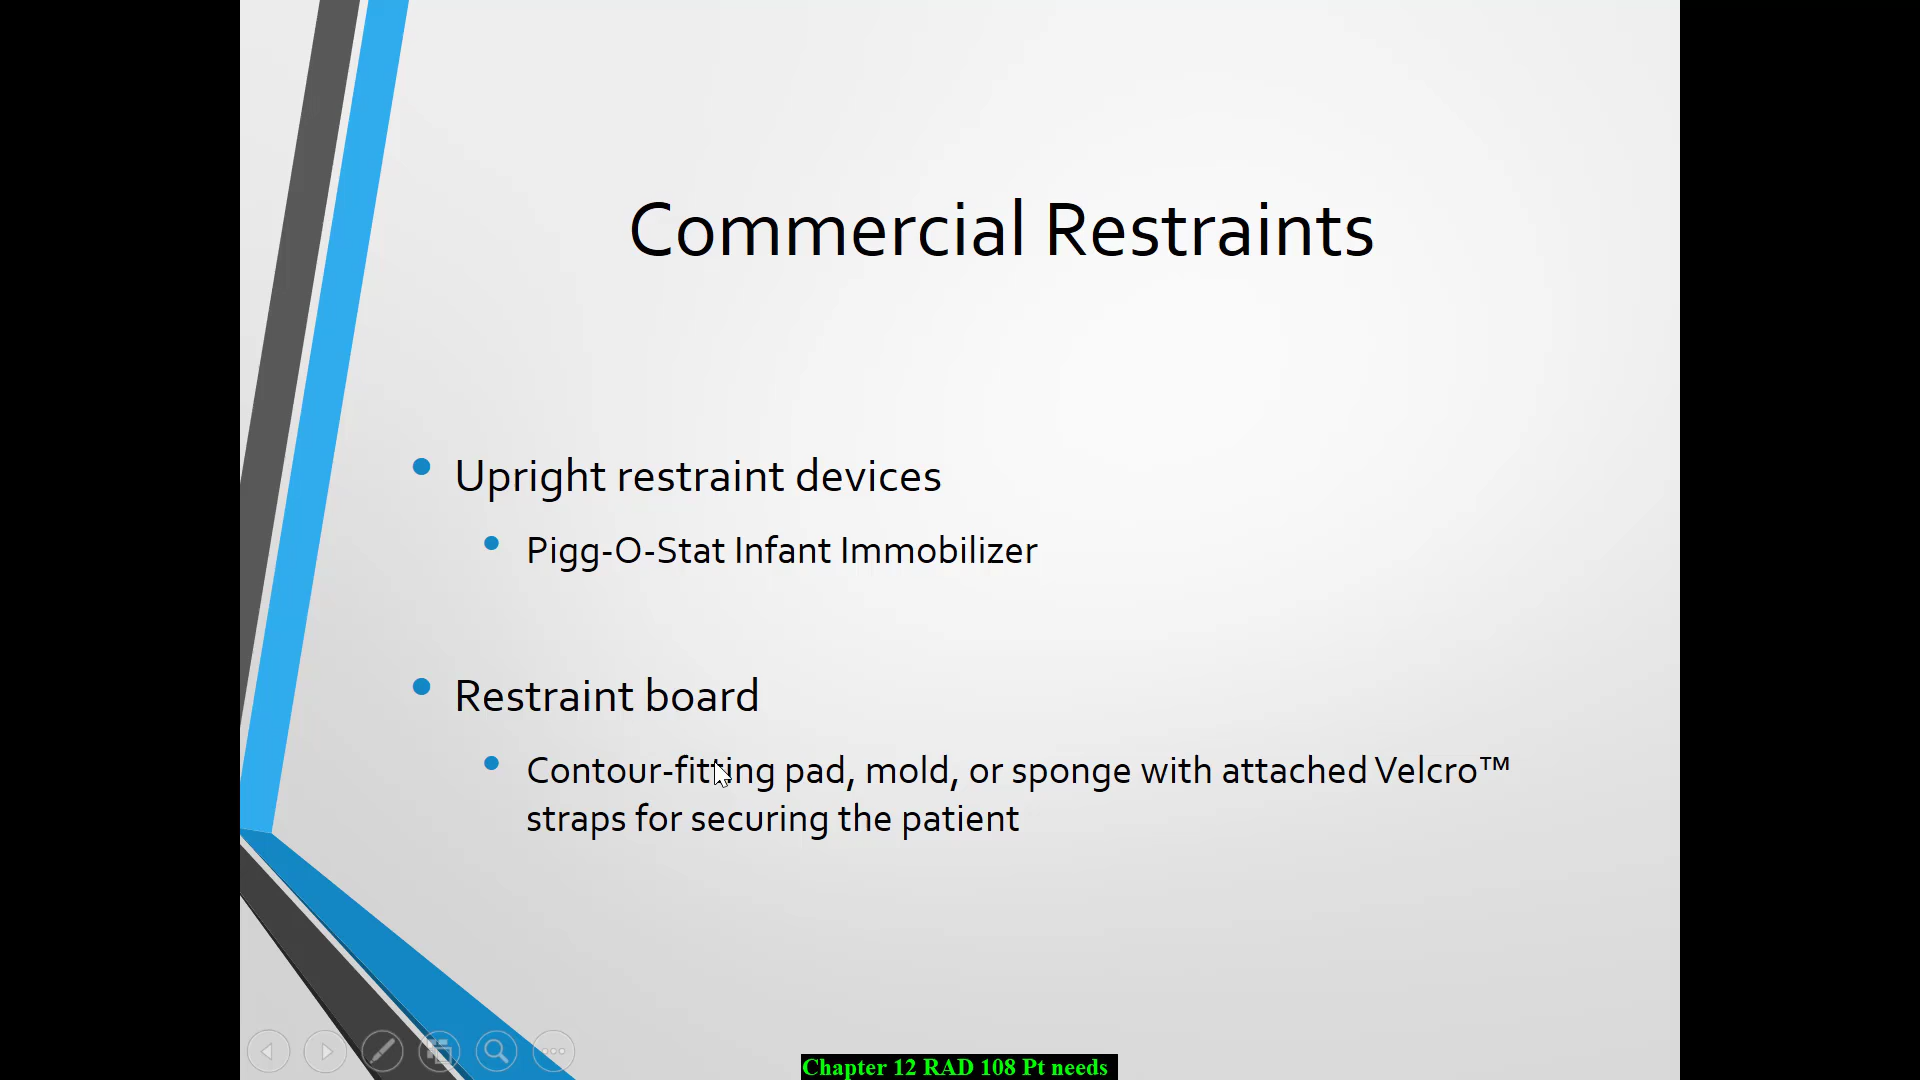 Commercial Restraints
Upright restraint devices
Pigg-O-Stat Infant Immobilizer
Restraint board
Contour-fitting pad, mold, or sponge with attached Velcro™
straps for securing the patient
Chapter 12 RAD 108 Pt needs